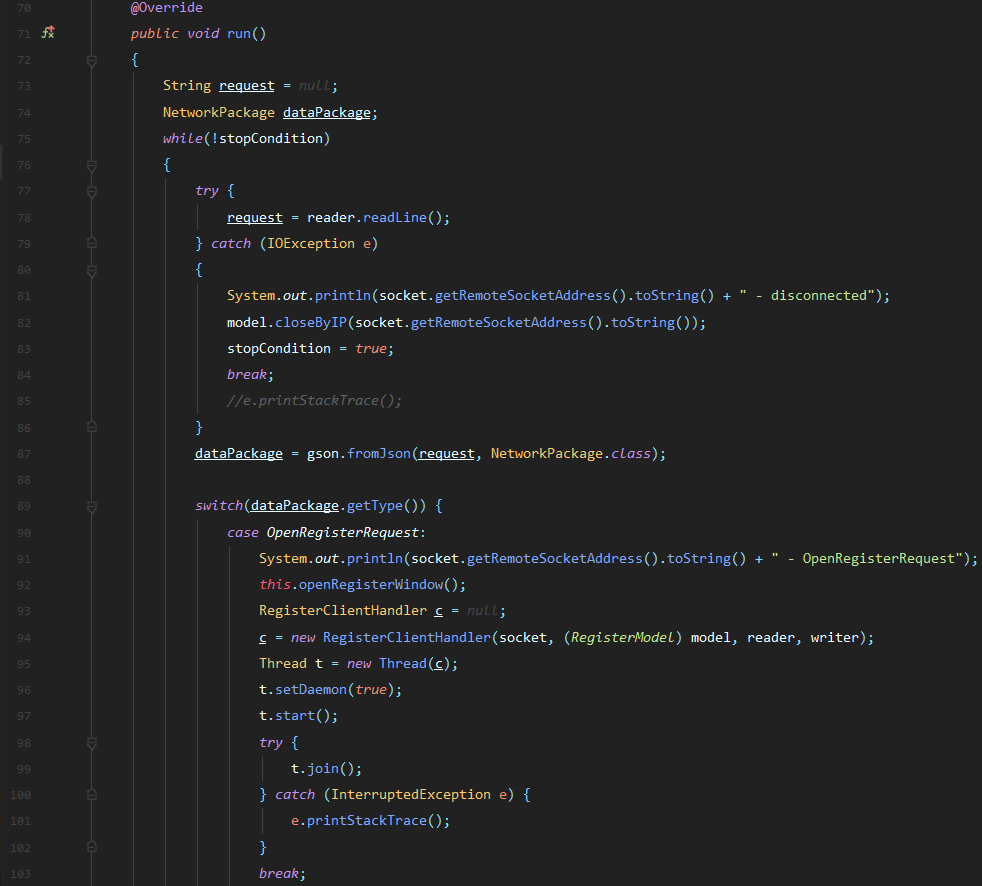 70 @Override
71 public void run()
72 {
73 String request = null;
74 NetworkPackage dataPackage;
75 while(!stopCondition)
76 {
77 try {
78 request = reader.readLine();
79 } catch (IOException e)
80 {
81 System.out.println(socket.getRemoteSocketAddress().toString() + " - disconnected");
82 model.closeByIP(socket.getRemoteSocketAddress().toString());
83 stopCondition = true;
84 break;
85 //e.printStackTrace();
86 }
87 dataPackage = gson.fromJson(request, NetworkPackage.class);
88
89 switch(dataPackage.getType()) {
90 case OpenRegisterRequest:
91 System.out.println(socket.getRemoteSocketAddress().toString() + " - OpenRegisterRequest");
92 this.openRegisterWindow();
93 RegisterClientHandler c = null;
94 c = new RegisterClientHandler(socket, (RegisterModel) model, reader, writer);
95 Thread t = new Thread(c);
96 t.setDaemon(true);
97 t.start();
98 try {
99 t.join();
100 } catch (InterruptedException e) {
101 e.printStackTrace();
102 }
103 break;